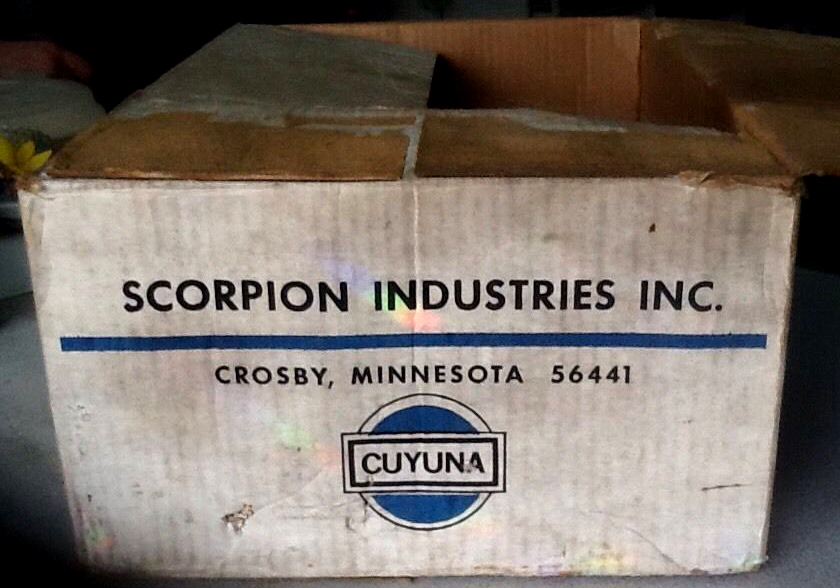 SCORPION INDUSTRIES INC.
CROSBY, MINNESOTA 56441
CUYUNA